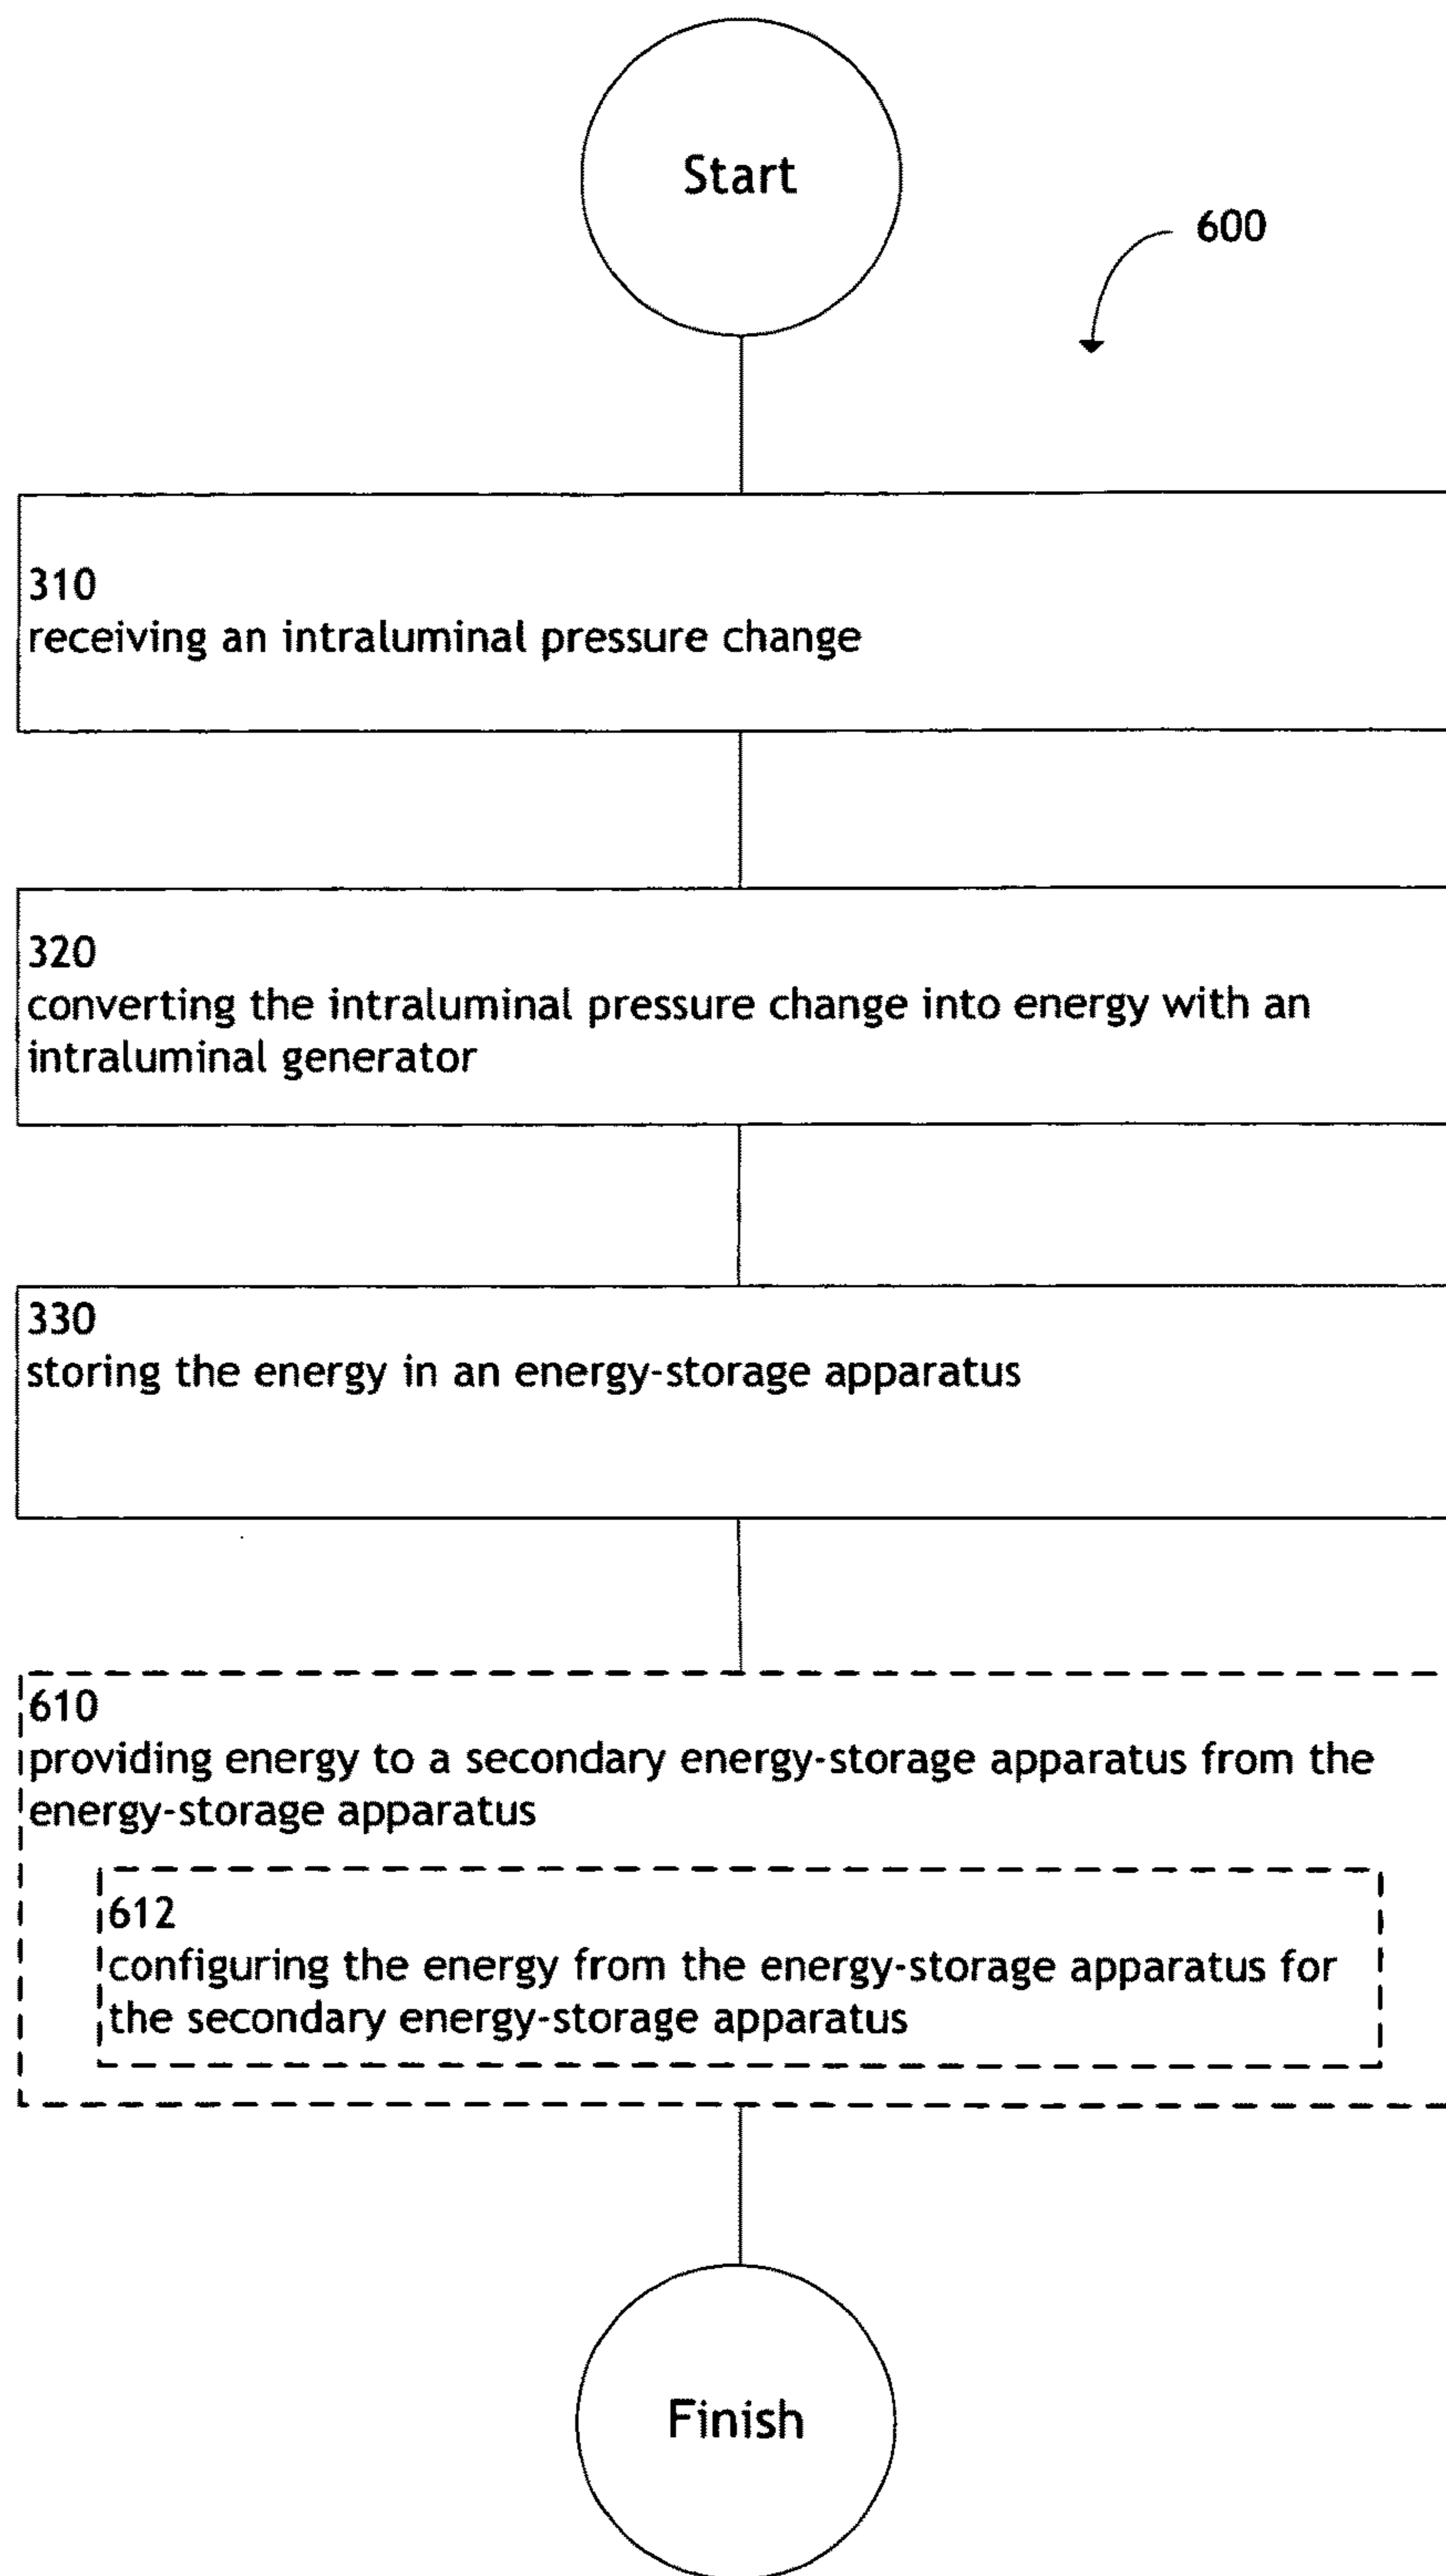 Start
600
310
receiving an intraluminal pressure change
320
converting the intraluminal pressure change into energy with an
intraluminal generator
330
storing the energy in an energy-storage apparatus
610
providing energy to a secondary energy-storage apparatus from the
energy-storage apparatus
612
configuring the energy from the energy-storage apparatus for
the secondary energy-storage apparatus
Finish